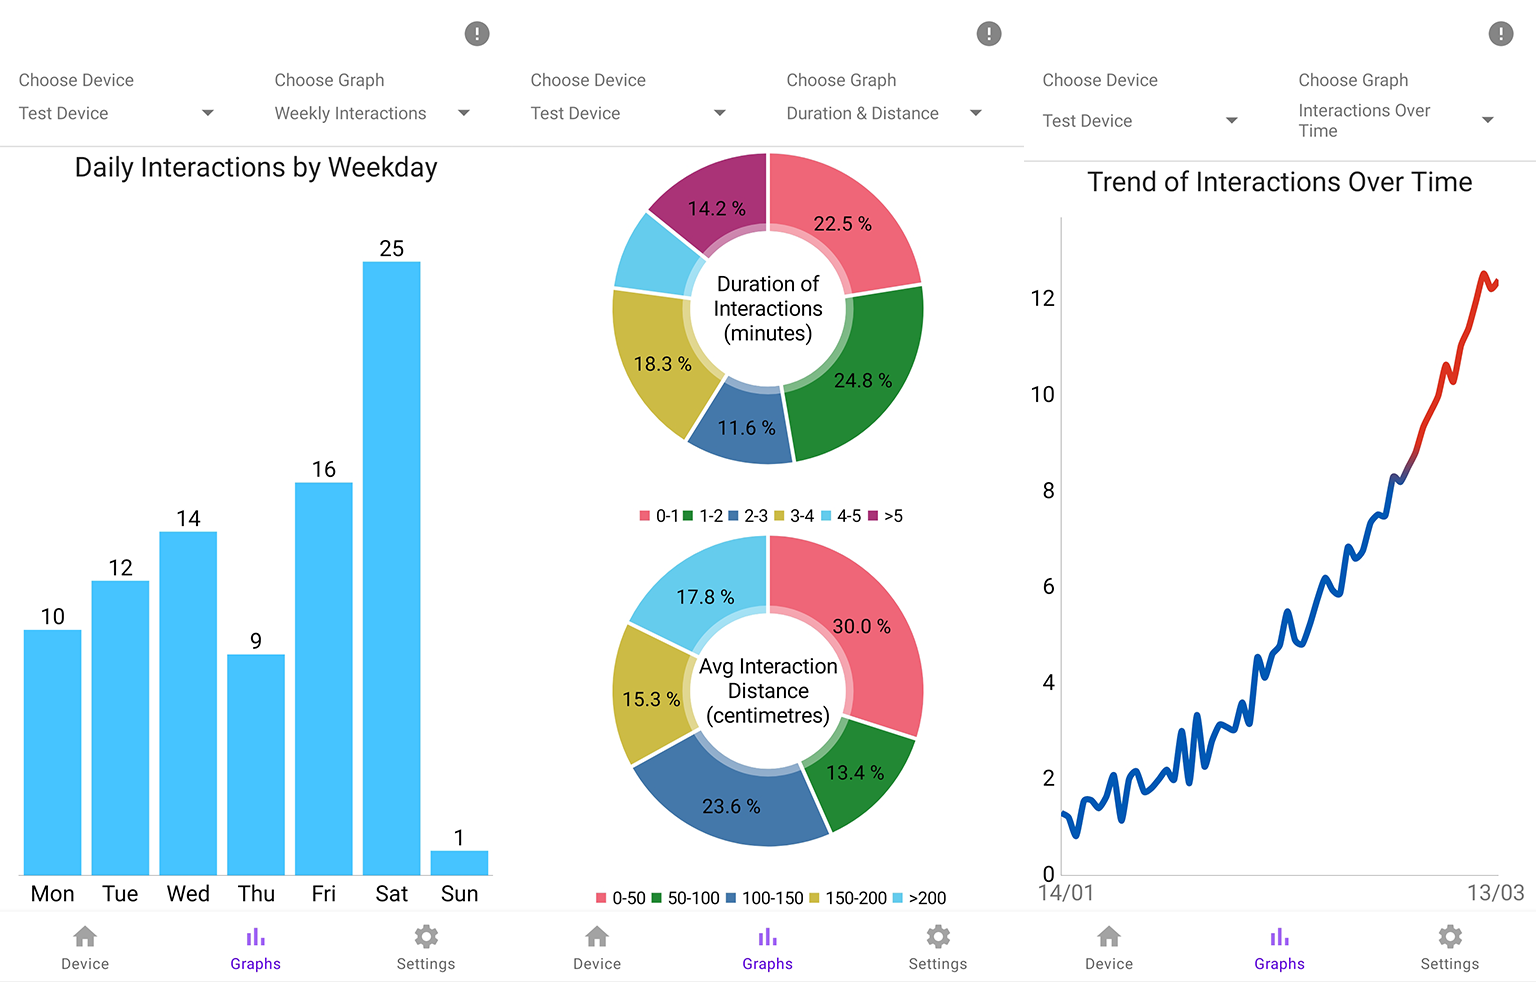 Choose Device
Choose Graph
Test Device
Weekly Interactions
Daily Interactions by Weekday
25
16
14
12
10
9
1
Mon Tue Wed Thu Fri Sat Sun
Device Graphs Settings
Choose Device
Choose Graph
Test Device
Duration & Distance
14.2 %
22.5 %
Duration of
Interactions
(minutes)
18.3 %
24.8 %
11.6 %
0-1 1-2 2-3 3-4 4-5 >5
17.8 %
30.0 %
Avg Interaction
Distance
(centimetres)
15.3 %
13.4 %
23.6 %
0-50 50-100 100-150 150-200 >200
Device Graphs Settings
Choose Device
Choose Graph
Test Device
Interactions Over
Time
Trend of Interactions Over Time
12
10
8
6
4
2
0
14/01 13/03
Device Graphs Settings